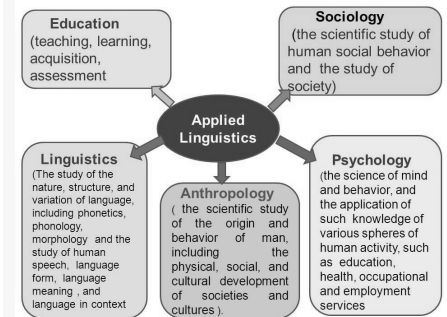 Education
(teaching, learning,
acquisition,
assessment
Sociology
(the scientific study of
human social behavior
and the study of
society)
Applied
Linguistics
Linguistics
(The study of the
nature, structure, and
variation of language,
including phonetics,
phonology,
morphology and the
study of human
speech, language
form, language
meaning , and
language in context
Anthropology
( the scientific study
of the origin and
behavior of man,
including the
physical, social, and
cultural development
of societies and
cultures ).
Psychology
(the science of mind
and behavior, and
the application of
such knowledge of
various spheres of
human activity, such
as education,
health, occupational
and employment
services